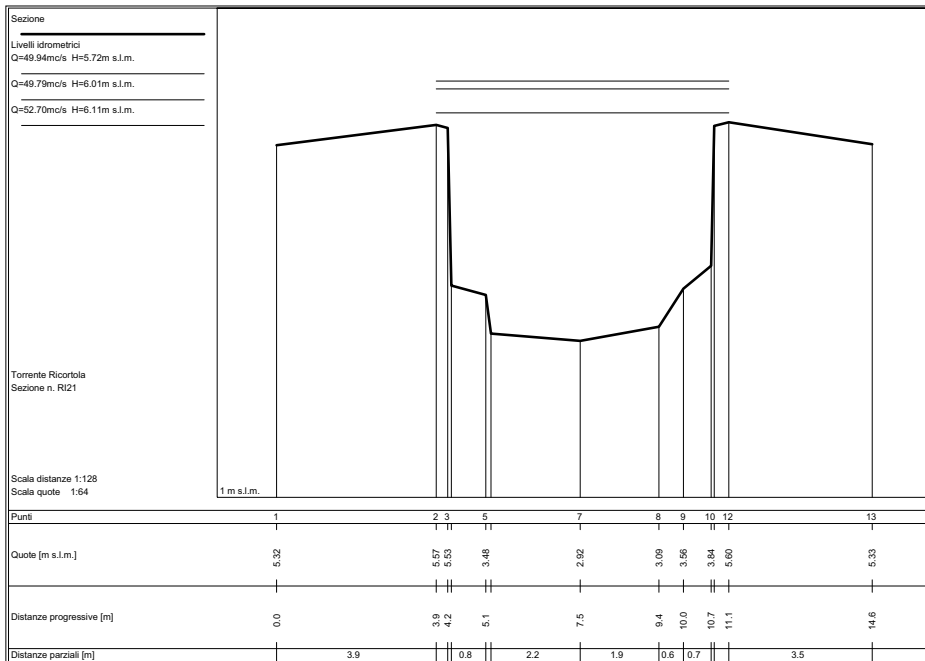 Sezione
Livelli idrometrici
Q=49.94mc/s H=5.72m s.l.m.
Q=49.79mc/s H=6.01m s.l.m.
Q=52.70mc/s H=6.11m s.l.m.
Torrente Ricortola
Sezione n. RI21
Scala distanze 1:128
Scala quote 1:64
1 m s.l.m.
Punti 1 2 3 5 7 8 9 10 12 13
Quote [m s.l.m.] 5.32 5.57 5.53 3.48 2.92 3.09 3.56 3.84 5.60 5.33
Distanze progressive [m] 0.0 3.9 4.2 5.1 7.5 9.4 10.0 10.7 11.1 14.6
Distanze parziali [m] 3.9 0.8 2.2 1.9 0.6 0.7 3.5